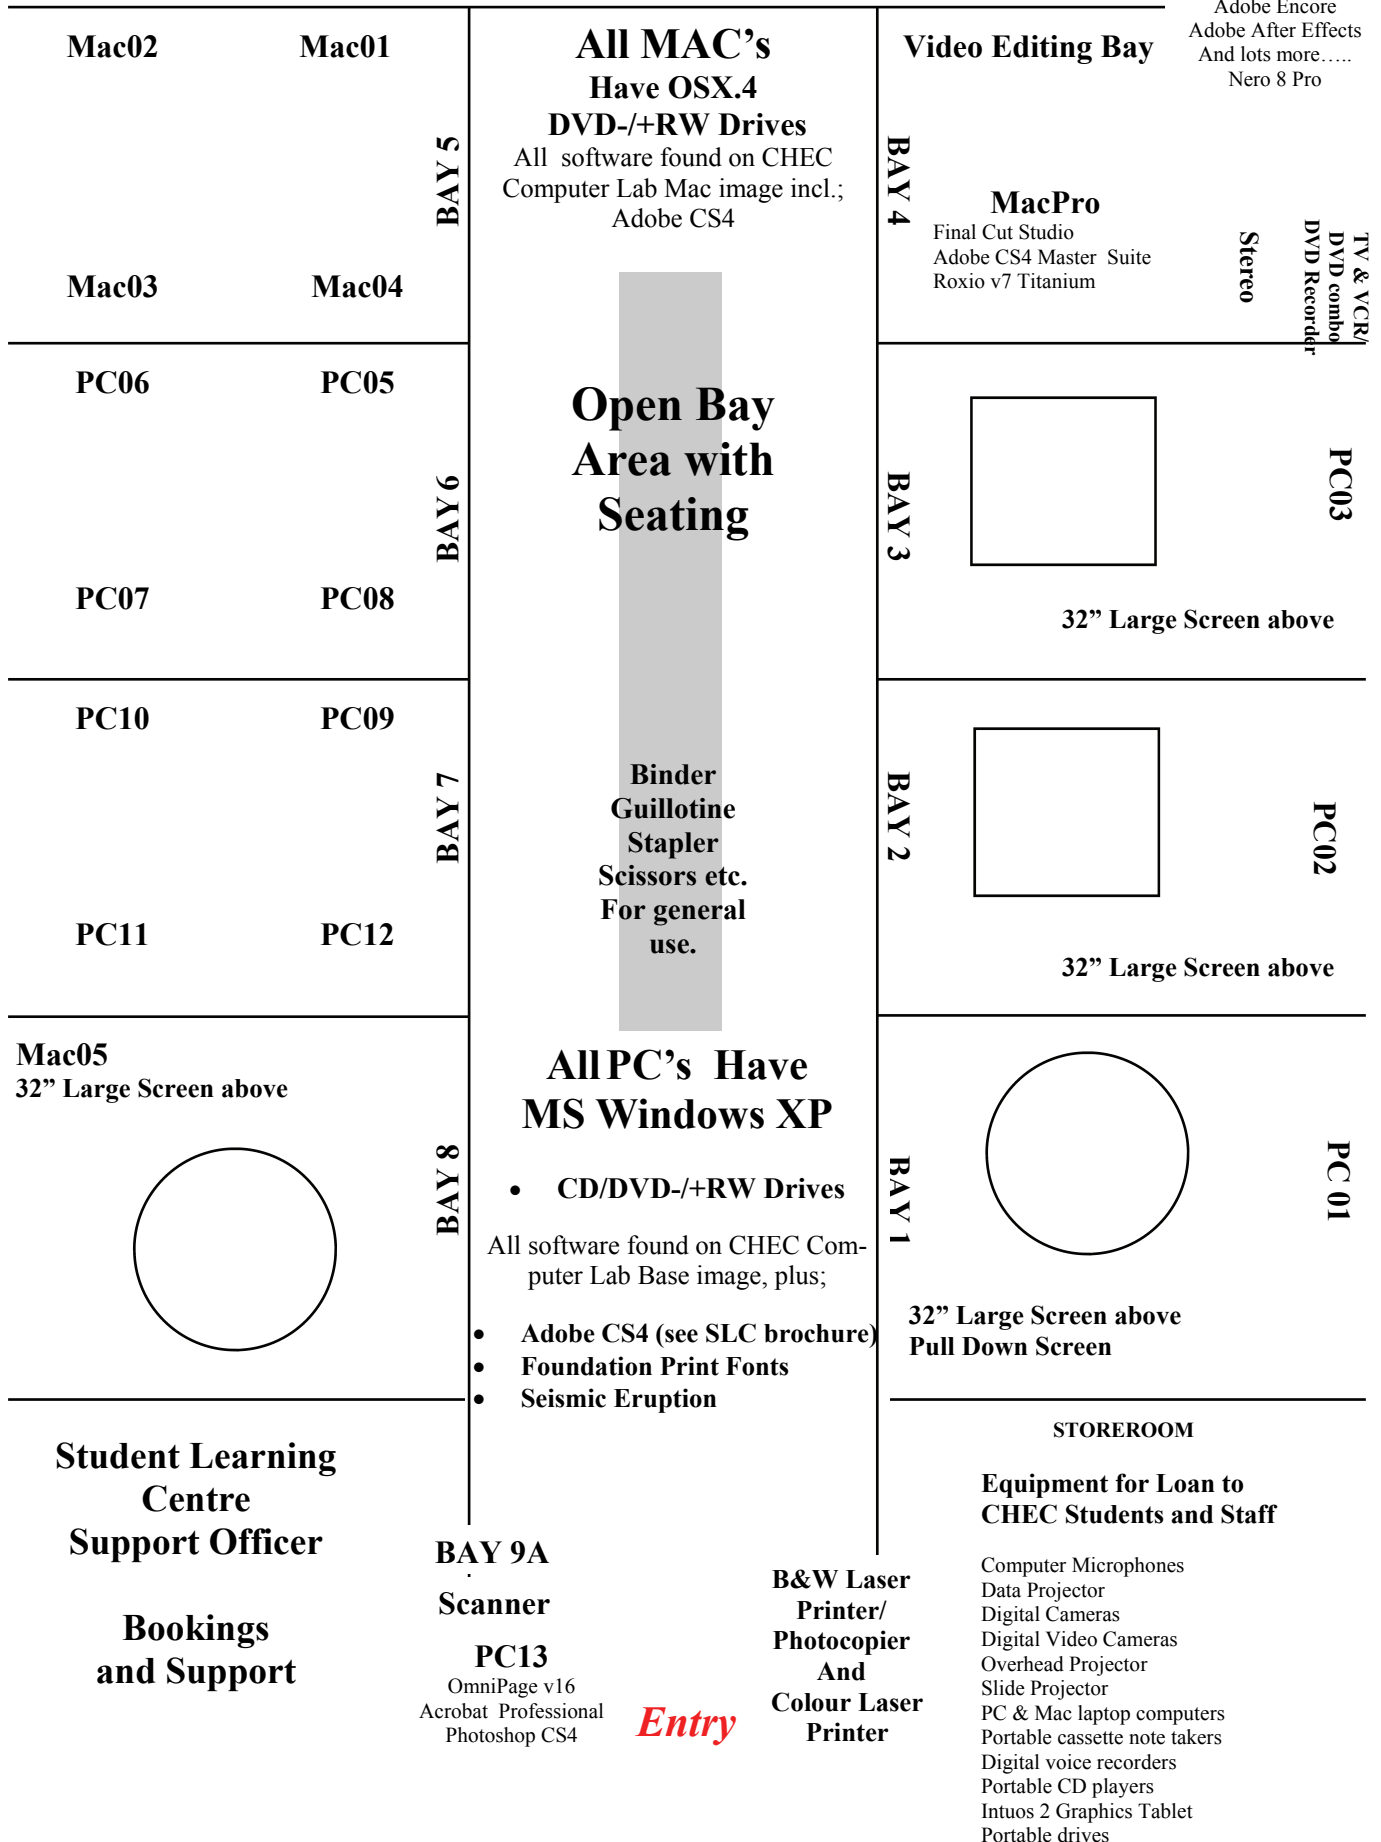 Adobe Encore
Adobe After Effects
And lots more…..
Nero 8 Pro
Mac02
Mac01
BAY 5
Mac03
Mac04
All MAC’s
Have OSX.4
DVD-/+RW Drives
All software found on CHEC
Computer Lab Mac image incl.;
Adobe CS4
Video Editing Bay
BAY 4
MacPro
Final Cut Studio
Adobe CS4 Master Suite
Roxio v7 Titanium
Stereo
TV & VCR/
DVD combo
DVD Recorder
PC06
PC05
BAY 6
PC07
PC08
Open Bay
Area with
Seating
BAY 3
PC03
32” Large Screen above
PC10
PC09
BAY 7
PC11
PC12
Binder
Guillotine
Stapler
Scissors etc.
For general
use.
BAY 2
PC02
32” Large Screen above
Mac05
32” Large Screen above
BAY 8
All PC’s Have
MS Windows XP
• CD/DVD-/+RW Drives
All software found on CHEC Com-
puter Lab Base image, plus;
• Adobe CS4 (see SLC brochure)
• Foundation Print Fonts
• Seismic Eruption
BAY 1
PC 01
32” Large Screen above
Pull Down Screen
Student Learning
Centre
Support Officer
Bookings
and Support
BAY 9A
.
Scanner
PC13
OmniPage v16
Acrobat Professional
Photoshop CS4
Entry
B&W Laser
Printer/
Photocopier
And
Colour Laser
Printer
STOREROOM
Equipment for Loan to
CHEC Students and Staff
Computer Microphones
Data Projector
Digital Cameras
Digital Video Cameras
Overhead Projector
Slide Projector
PC & Mac laptop computers
Portable cassette note takers
Digital voice recorders
Portable CD players
Intuos 2 Graphics Tablet
Portable drives